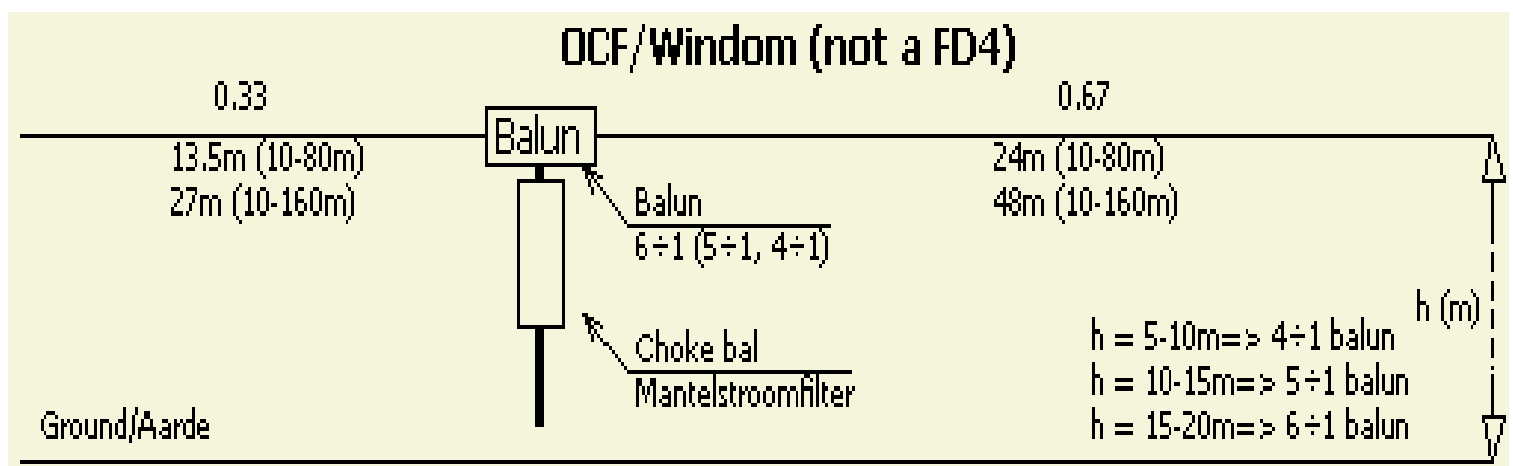 OCF/Windom (not a FD4)
0.33
0.67
Balun
13.5m (10-80m)
27m (10-160m)
24m (10-80m)
48m (10-160m)
Balun
6÷1 (5÷1, 4÷1)
h (m)
h = 5-10m=> 4÷1 balun
h = 10-15m=> 5÷1 balun
h = 15-20m=> 6÷1 balun
Choke bal
Mantelstroomfilter
Ground/Aarde